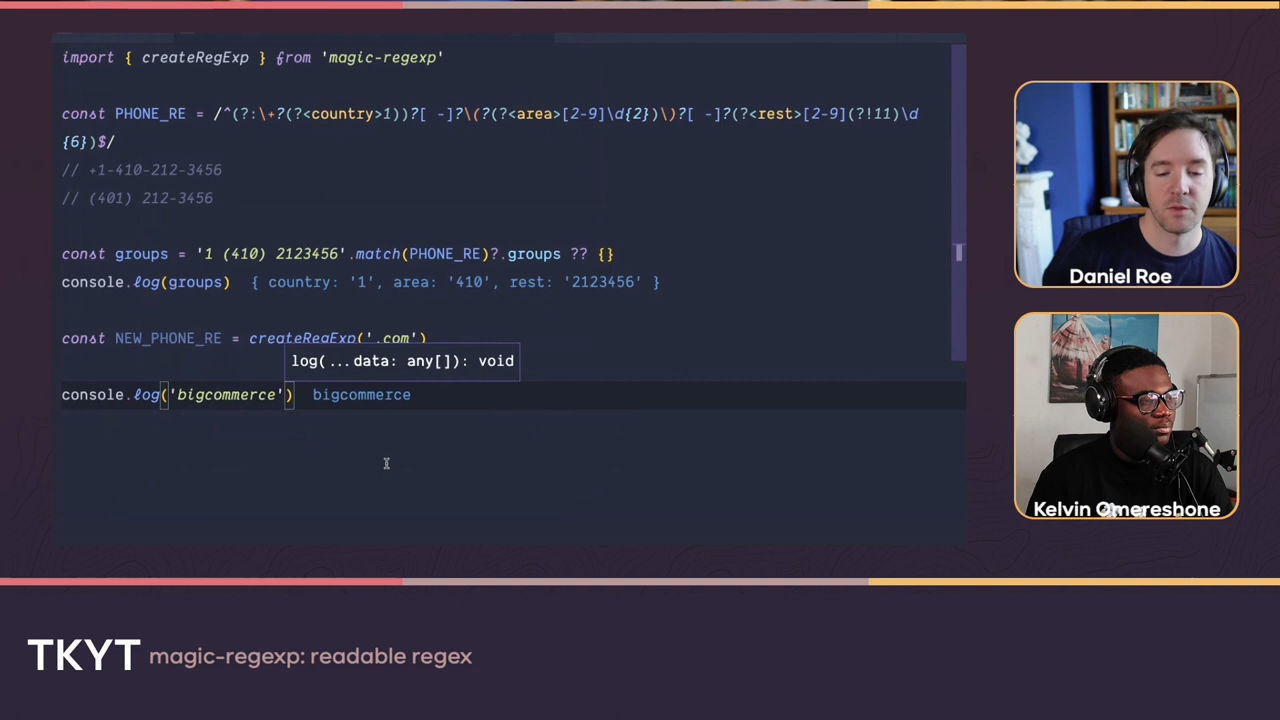 import { createRegExp } from 'magic-regexp'
const PHONE_RE = /^(?:\+?(?<country>1))?[ -]?\(?(?<area>[2-9]\d{2})\)?[ -]?(?<rest>[2-9](?!11)\d
{6})$/
// +1-410-212-3456
// (401) 212-3456
const groups = '1 (410) 2123456'.match(PHONE_RE)?.groups ?? {}
console.log(groups) { country: '1', area: '410', rest: '2123456' }
const NEW_PHONE_RE = createRegExp('.com')
log(...data: any[]): void
console.log('bigcommerce') bigcommerce
Daniel Roe
Kelvin Omereshone
TKYT magic-regexp: readable regex